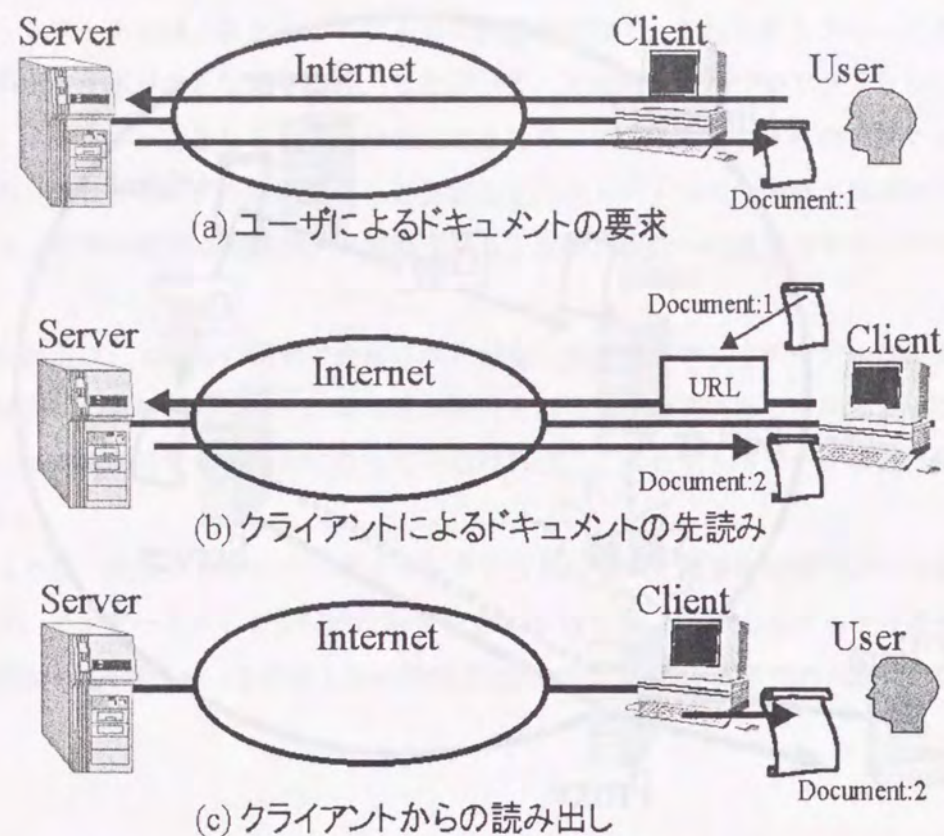 Server
Internet
Client
User
Document:1
(a) ユーザによるドキュメントの要求
Document:1
Server
Internet
URL
Client
Document:2
(b) クライアントによるドキュメントの先読み
Server
Internet
Client
User
Document:2
(c) クライアントからの読み出し